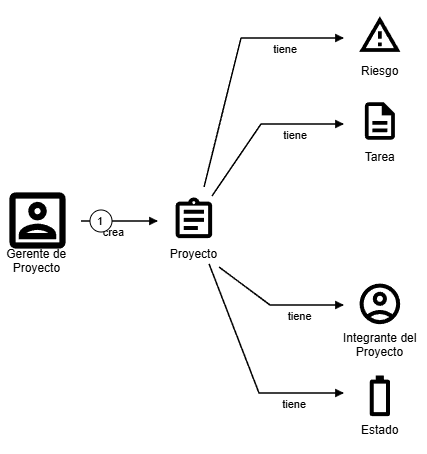 tiene
Riesgo
tiene
Tarea
1
crea
Gerente de
Proyecto
Proyecto
tiene
Integrante del
Proyecto
tiene
Estado